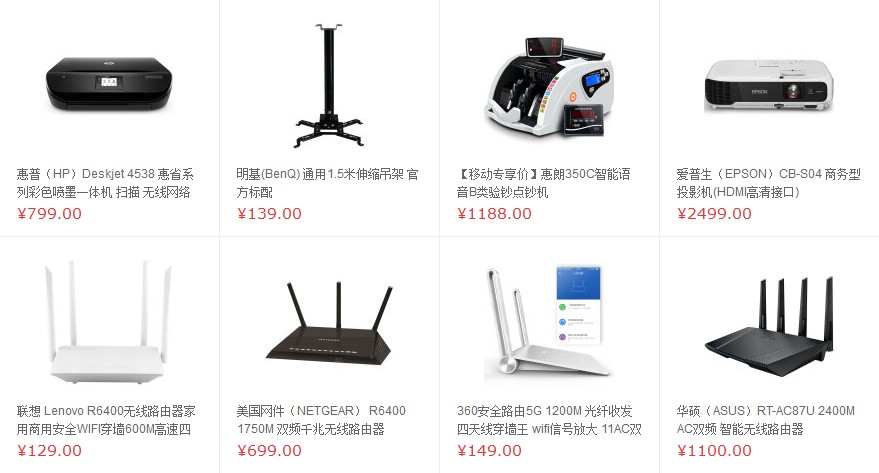 惠普（HP）Deskjet 4538 惠省系
列彩色喷墨一体机 扫描 无线网络
¥799.00
明基(BenQ) 通用1.5米伸缩吊架 官
方标配
¥139.00
【移动专享价】惠朗350C智能语
音B类验钞点钞机
¥1188.00
EPSON
爱普生（EPSON）CB-S04 商务型
投影机(HDMI高清接口)
¥2499.00
联想 Lenovo R6400无线路由器家
用商用安全WIFI穿墙600M高速四
¥129.00
NETGEAR
美国网件（NETGEAR） R6400
1750M 双频千兆无线路由器
¥699.00
360安全路由5G 1200M 光纤收发
四天线穿墙王 wifi信号放大 11AC双
¥149.00
华硕（ASUS）RT-AC87U 2400M
AC双频 智能无线路由器
¥1100.00